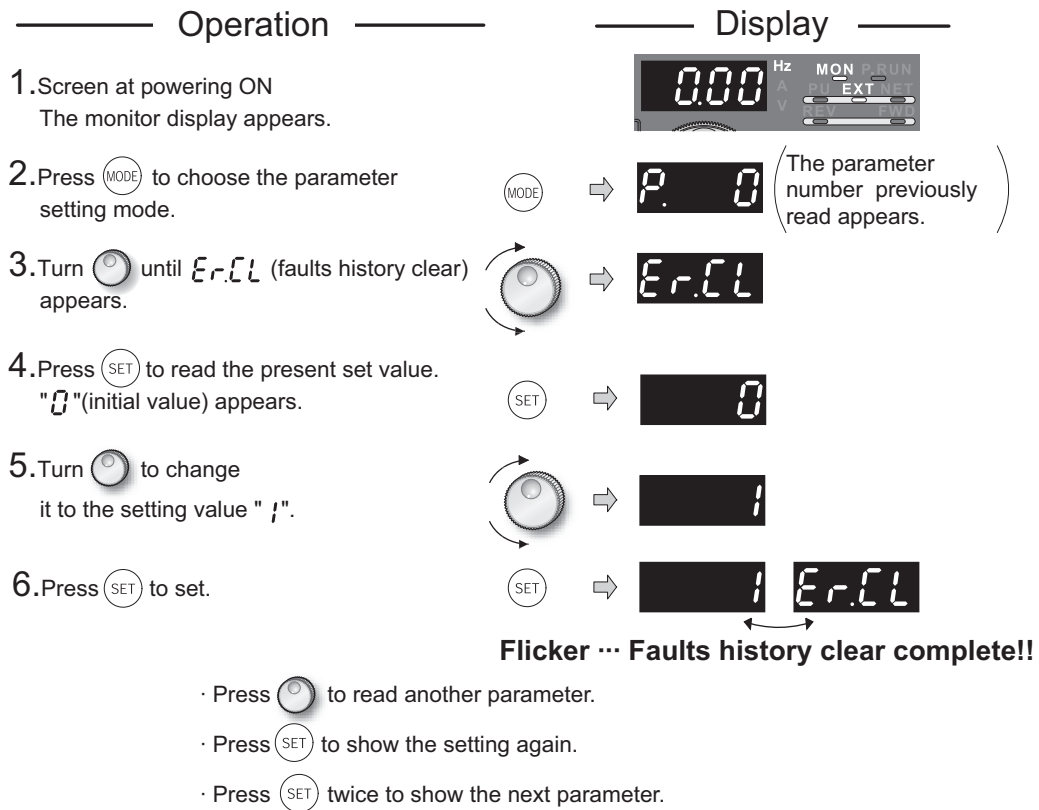 Operation
Display
1.Screen at powering ON
The monitor display appears.
0.00 Hz MON P.RUN
A PU EXT NET
V REV FWD
2.Press MODE to choose the parameter
setting mode.
MODE P. 0
The parameter
number previously
read appears.
3.Turn until Er.CL (faults history clear)
appears.
Er.CL
4.Press SET to read the present set value.
"0"(initial value) appears.
SET 0
5.Turn to change
it to the setting value "1".
1
6.Press SET to set.
SET 1 Er.CL
Flicker ··· Faults history clear complete!!
· Press to read another parameter.
· Press SET to show the setting again.
· Press SET twice to show the next parameter.